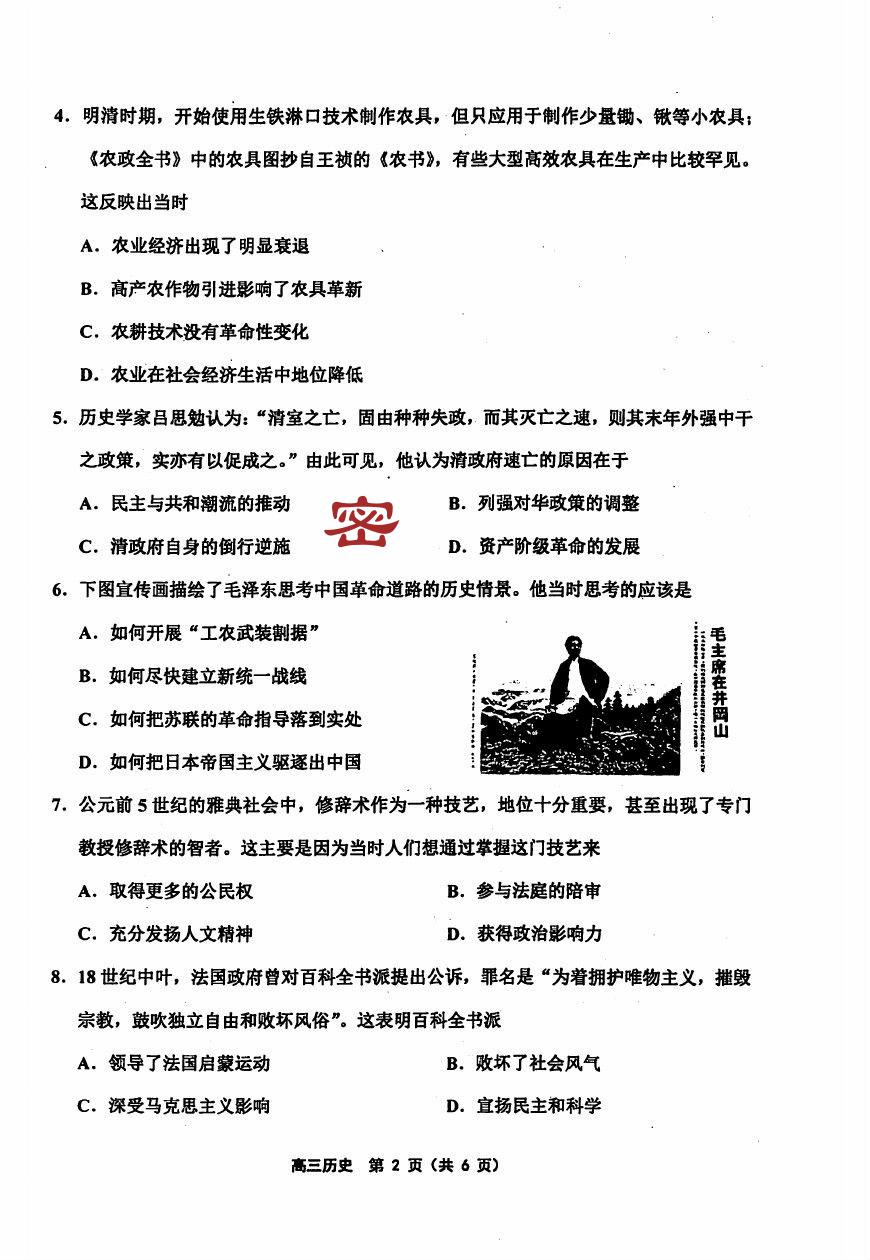 4．明清时期，开始使用生铁淋口技术制作农具，但只应用于制作少量锄、锹等小农具；
《农政全书》中的农具图抄自王祯的《农书》，有些大型高效农具在生产中比较罕见。
这反映出当时
A．农业经济出现了明显衰退
B．高产农作物引进影响了农具革新
C．农耕技术没有革命性变化
D．农业在社会经济生活中地位降低
5．历史学家吕思勉认为：“清室之亡，固由种种失政，而其灭亡之速，则其末年外强中干
之政策，实亦有以促成之。”由此可见，他认为清政府速亡的原因在于
A．民主与共和潮流的推动 B．列强对华政策的调整
密
C．清政府自身的倒行逆施 D．资产阶级革命的发展
6．下图宣传画描绘了毛泽东思考中国革命道路的历史情景。他当时思考的应该是
A．如何开展“工农武装割据”
B．如何尽快建立新统一战线
C．如何把苏联的革命指导落到实处
D．如何把日本帝国主义驱逐出中国
毛主席在井冈山
7．公元前 5 世纪的雅典社会中，修辞术作为一种技艺，地位十分重要，甚至出现了专门
教授修辞术的智者。这主要是因为当时人们想通过掌握这门技艺来
A．取得更多的公民权 B．参与法庭的陪审
C．充分发扬人文精神 D．获得政治影响力
8．18 世纪中叶，法国政府曾对百科全书派提出公诉，罪名是“为着拥护唯物主义，摧毁
宗教，鼓吹独立自由和败坏风俗”。这表明百科全书派
A．领导了法国启蒙运动 B．败坏了社会风气
C．深受马克思主义影响 D．宣扬民主和科学
高三历史 第 2 页（共 6 页）